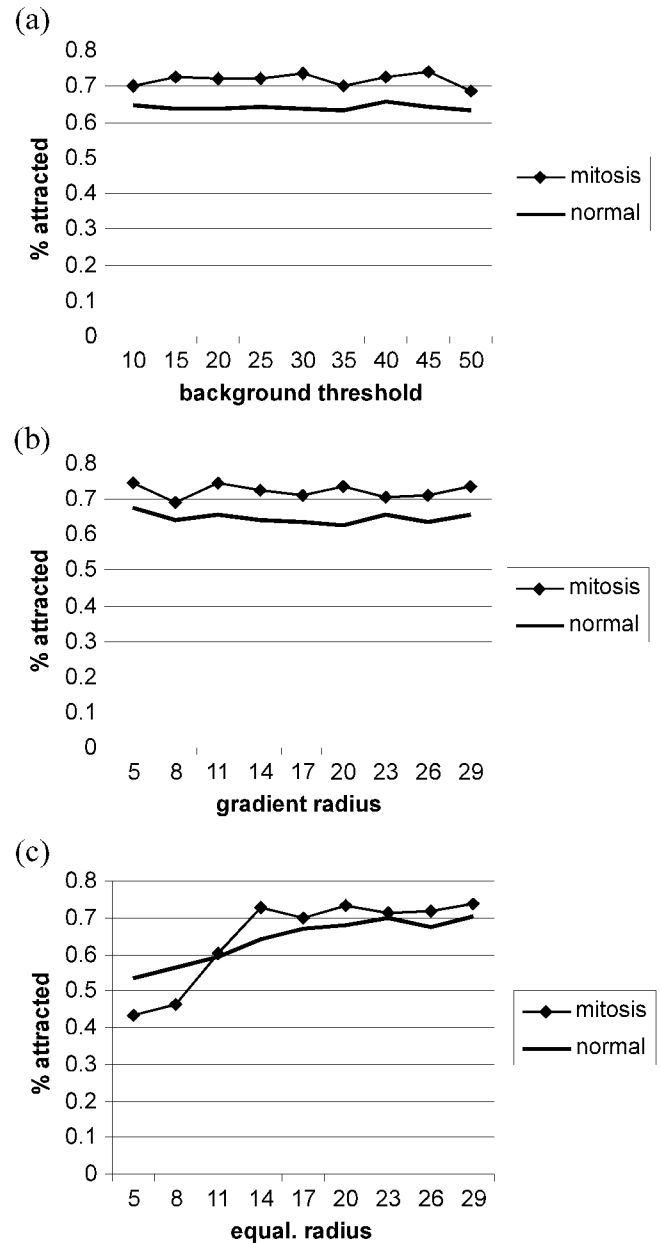 (a)
0.8
0.7
0.6
0.5
0.4
0.3
0.2
0.1
0
% attracted
10 15 20 25 30 35 40 45 50
background threshold
mitosis
normal
(b)
0.8
0.7
0.6
0.5
0.4
0.3
0.2
0.1
0
% attracted
5 8 11 14 17 20 23 26 29
gradient radius
mitosis
normal
(c)
0.8
0.7
0.6
0.5
0.4
0.3
0.2
0.1
0
% attracted
5 8 11 14 17 20 23 26 29
equal. radius
mitosis
normal